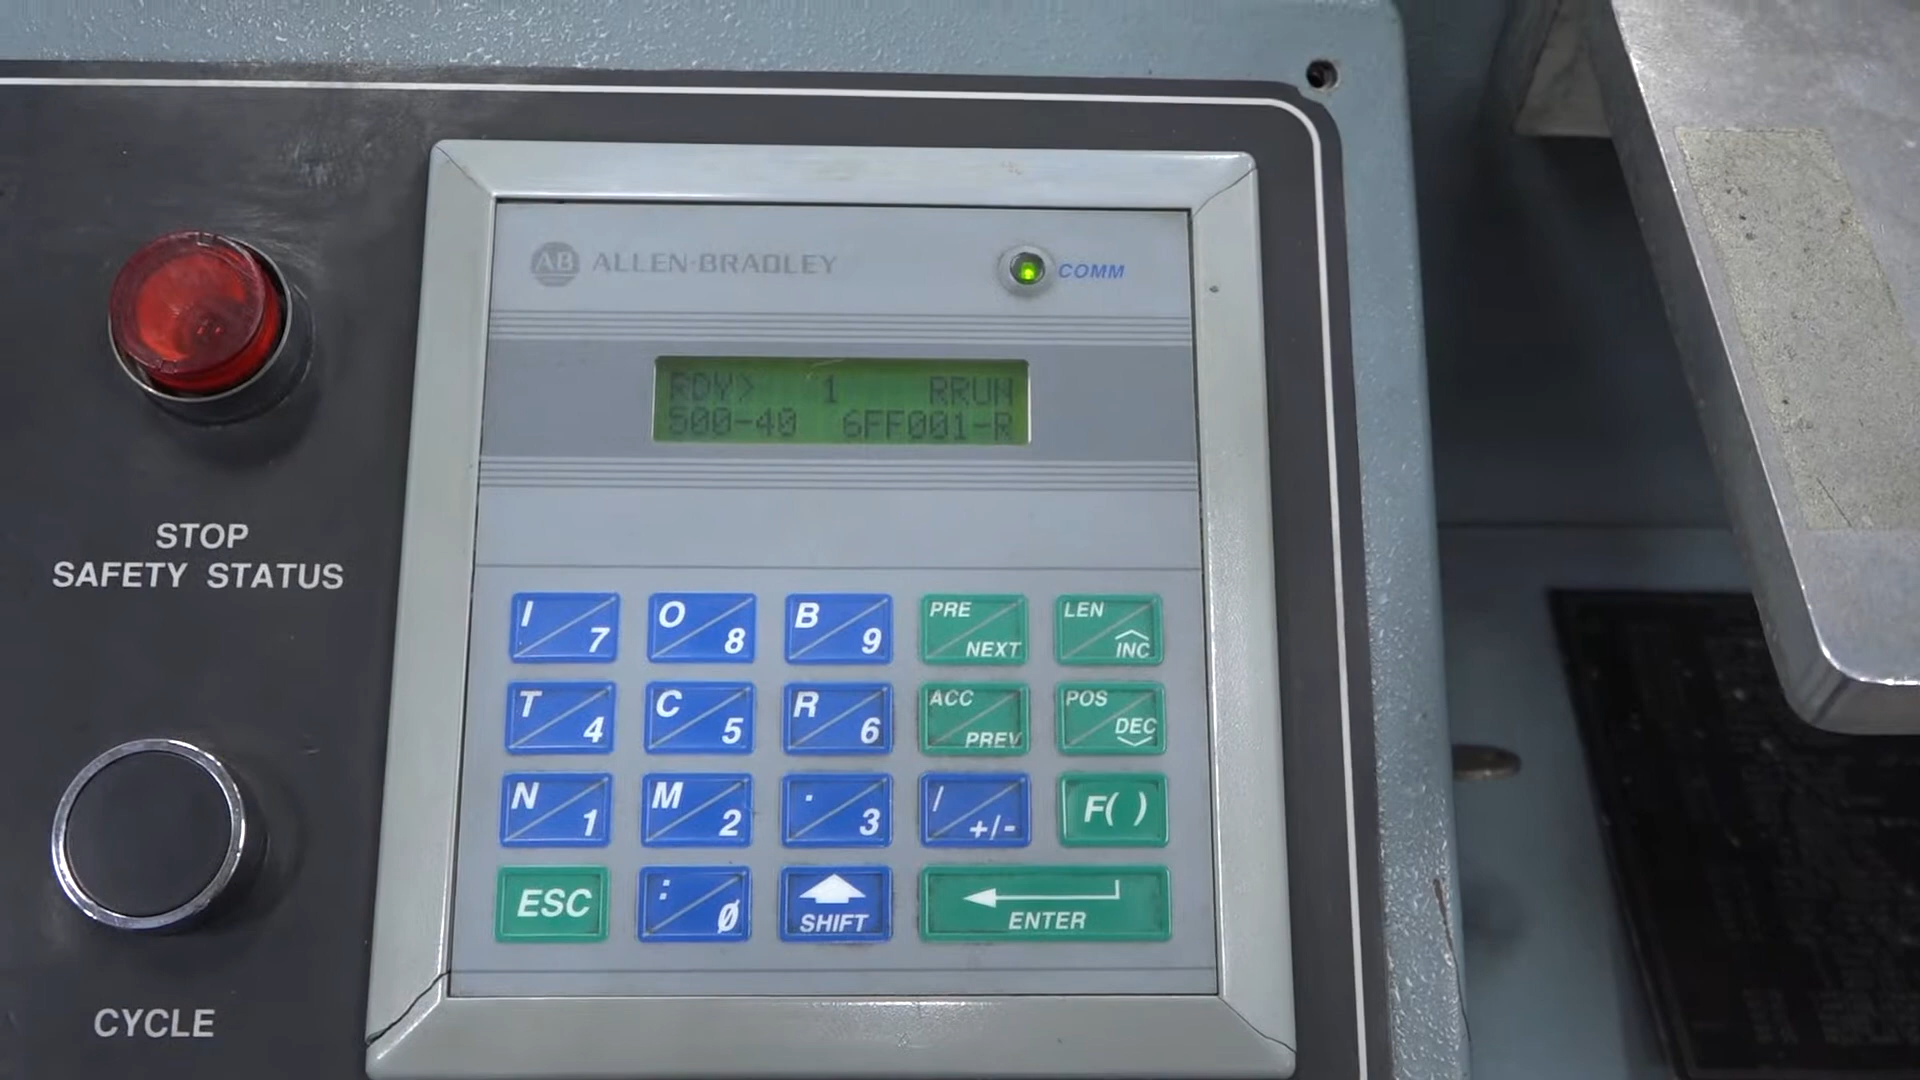 AB ALLEN-BRADLEY
COMM
RDY> 1 RRUN
500-40 6FF001-R
STOP
SAFETY STATUS
I 7
O 8
B 9
PRE NEXT
LEN INC
T 4
C 5
R 6
ACC PREV
POS DEC
N 1
M 2
. 3
/ +/-
F( )
ESC
: 0
SHIFT
ENTER
CYCLE